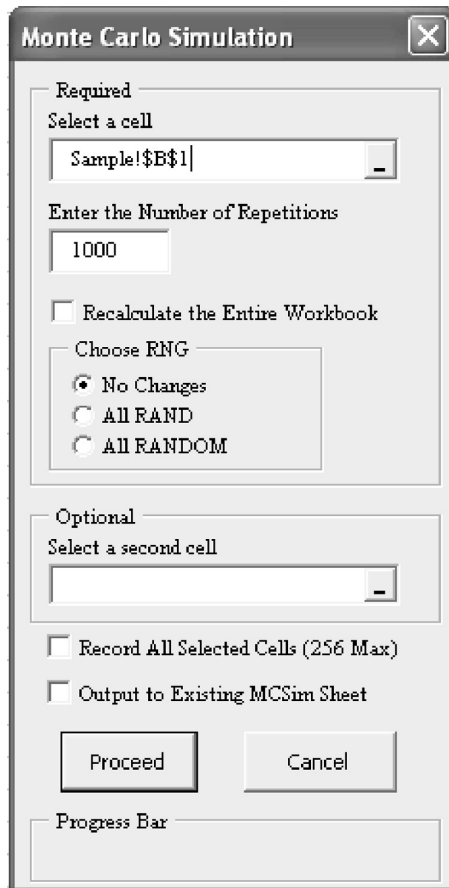 Monte Carlo Simulation
Required
Select a cell
Sample!$B$1
Enter the Number of Repetitions
1000
Recalculate the Entire Workbook
Choose RNG
No Changes
All RAND
All RANDOM
Optional
Select a second cell
Record All Selected Cells (256 Max)
Output to Existing MCSim Sheet
Proceed Cancel
Progress Bar